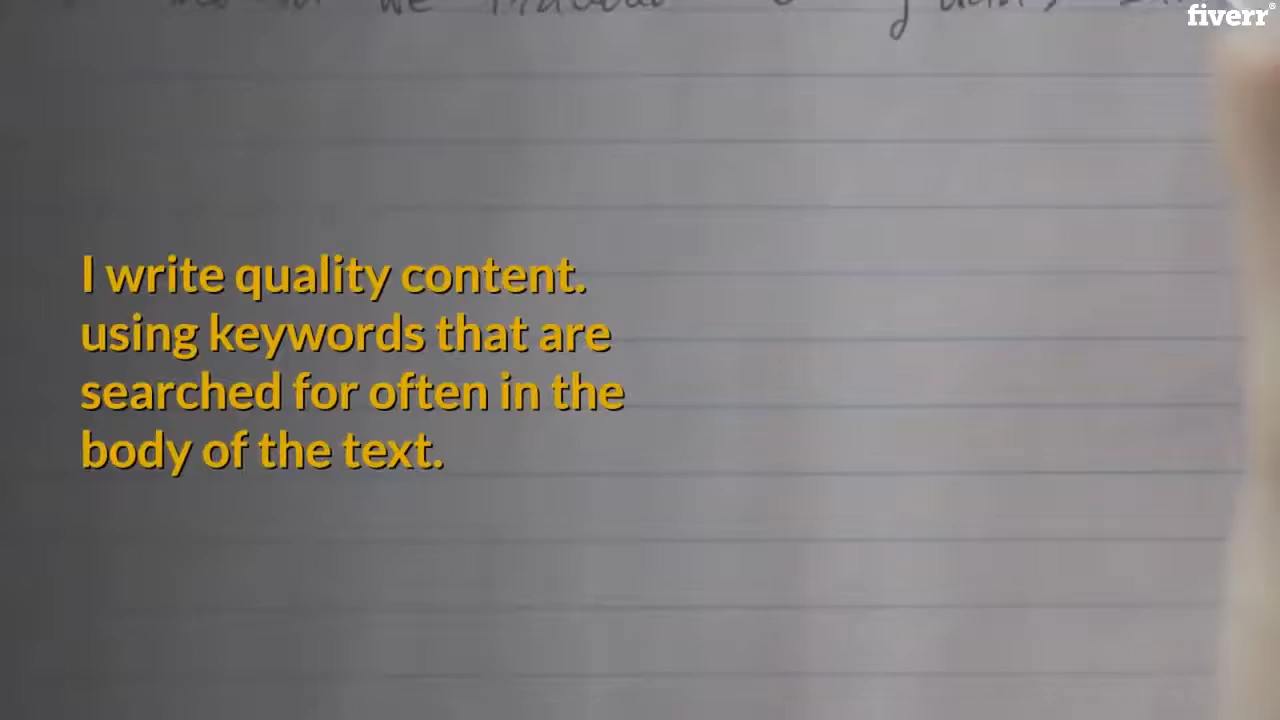 fiverr®
I write quality content.
using keywords that are
searched for often in the
body of the text.